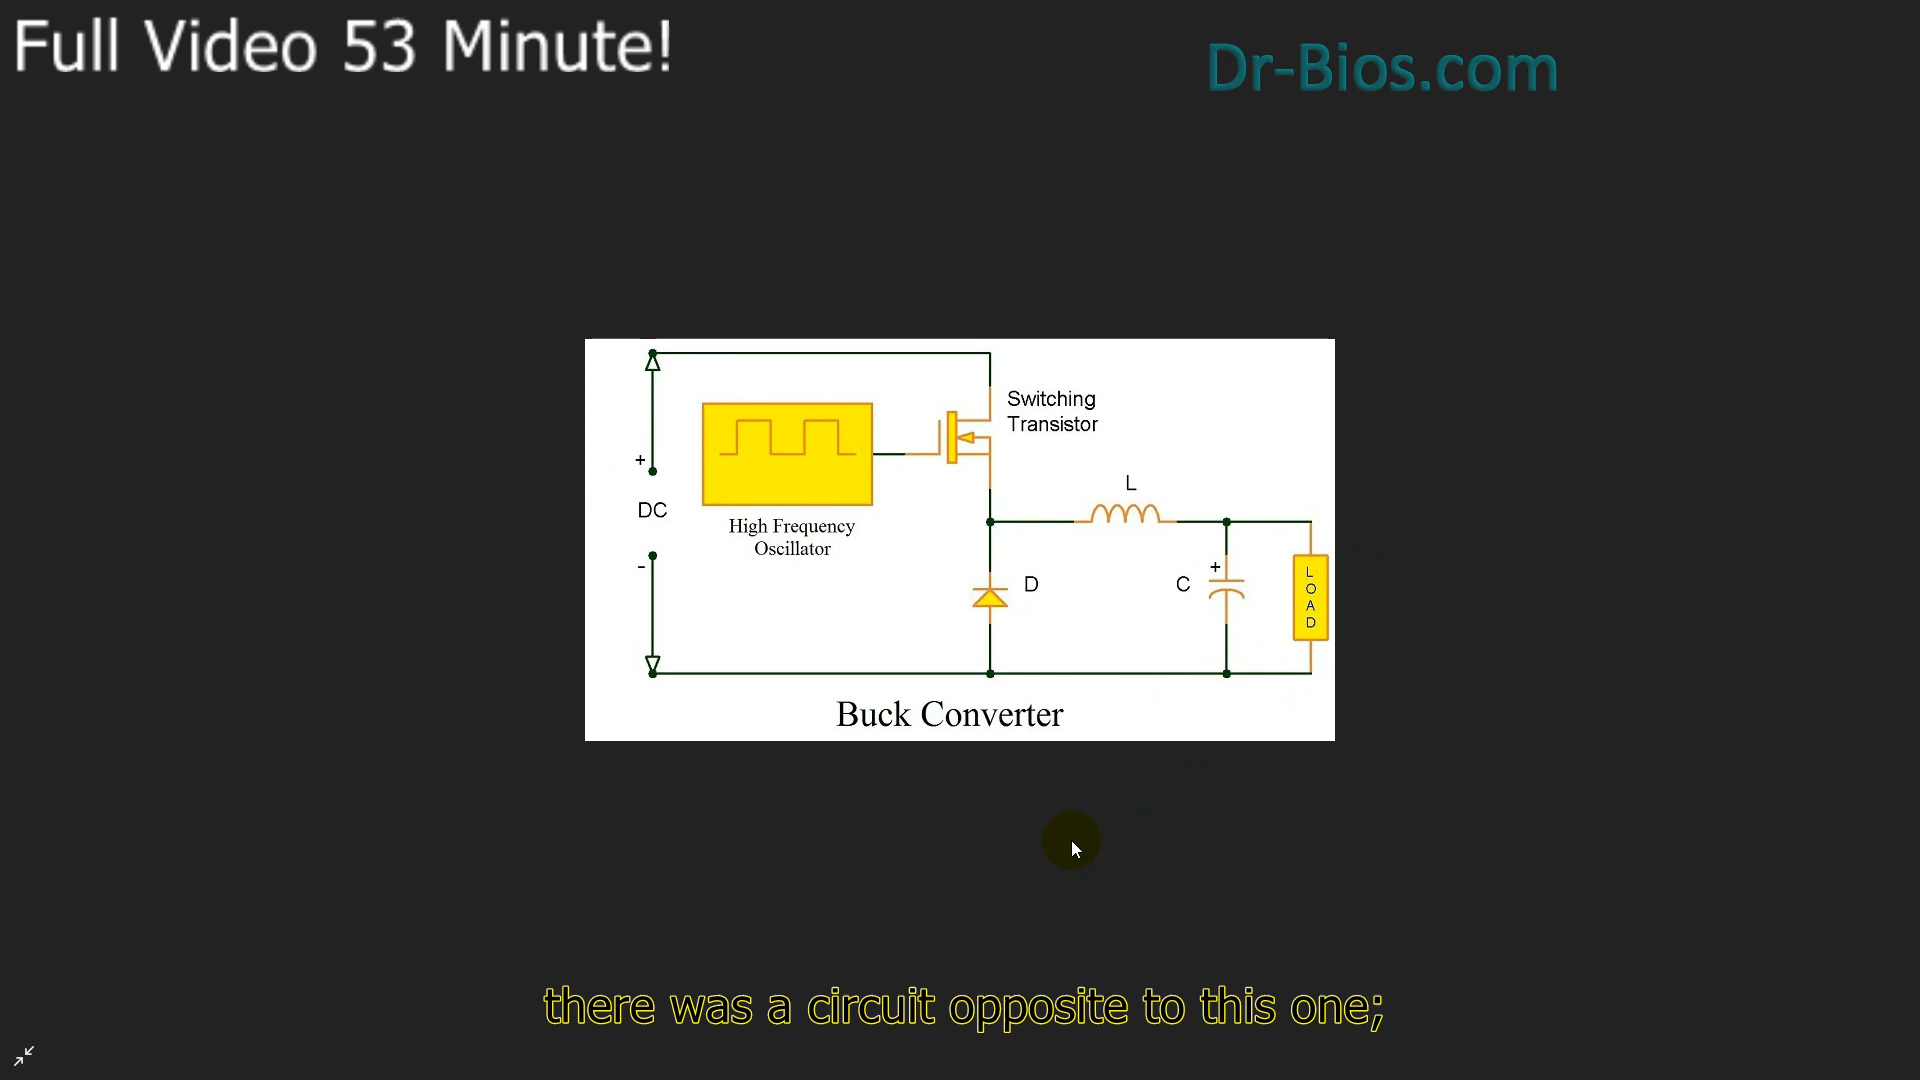 Full Video 53 Minute!
Dr-Bios.com
Switching
Transistor
+
DC
-
High Frequency
Oscillator
L
D
C
+
LOAD
Buck Converter
there was a circuit opposite to this one;